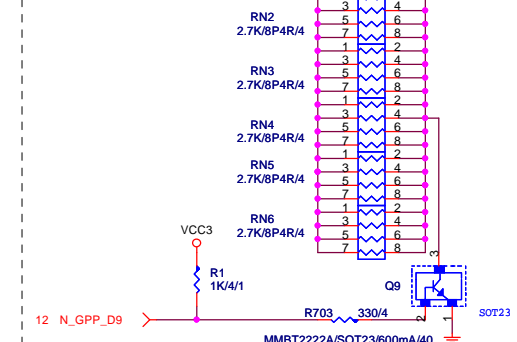 3 4
RN2 5 6
2.7K/8P4R/4 7 8
1 2
3 4
RN3 5 6
2.7K/8P4R/4 7 8
1 2
3 4
RN4 5 6
2.7K/8P4R/4 7 8
1 2
RN5 3 4
2.7K/8P4R/4 5 6
7 8
1 2
RN6 3 4
2.7K/8P4R/4 5 6
VCC3 7 8
3
R1
1K/4/1
Q9
12 N_GPP_D9
R703 330/4 2 1 SOT23
MMBT2222A/SOT23/600mA/40